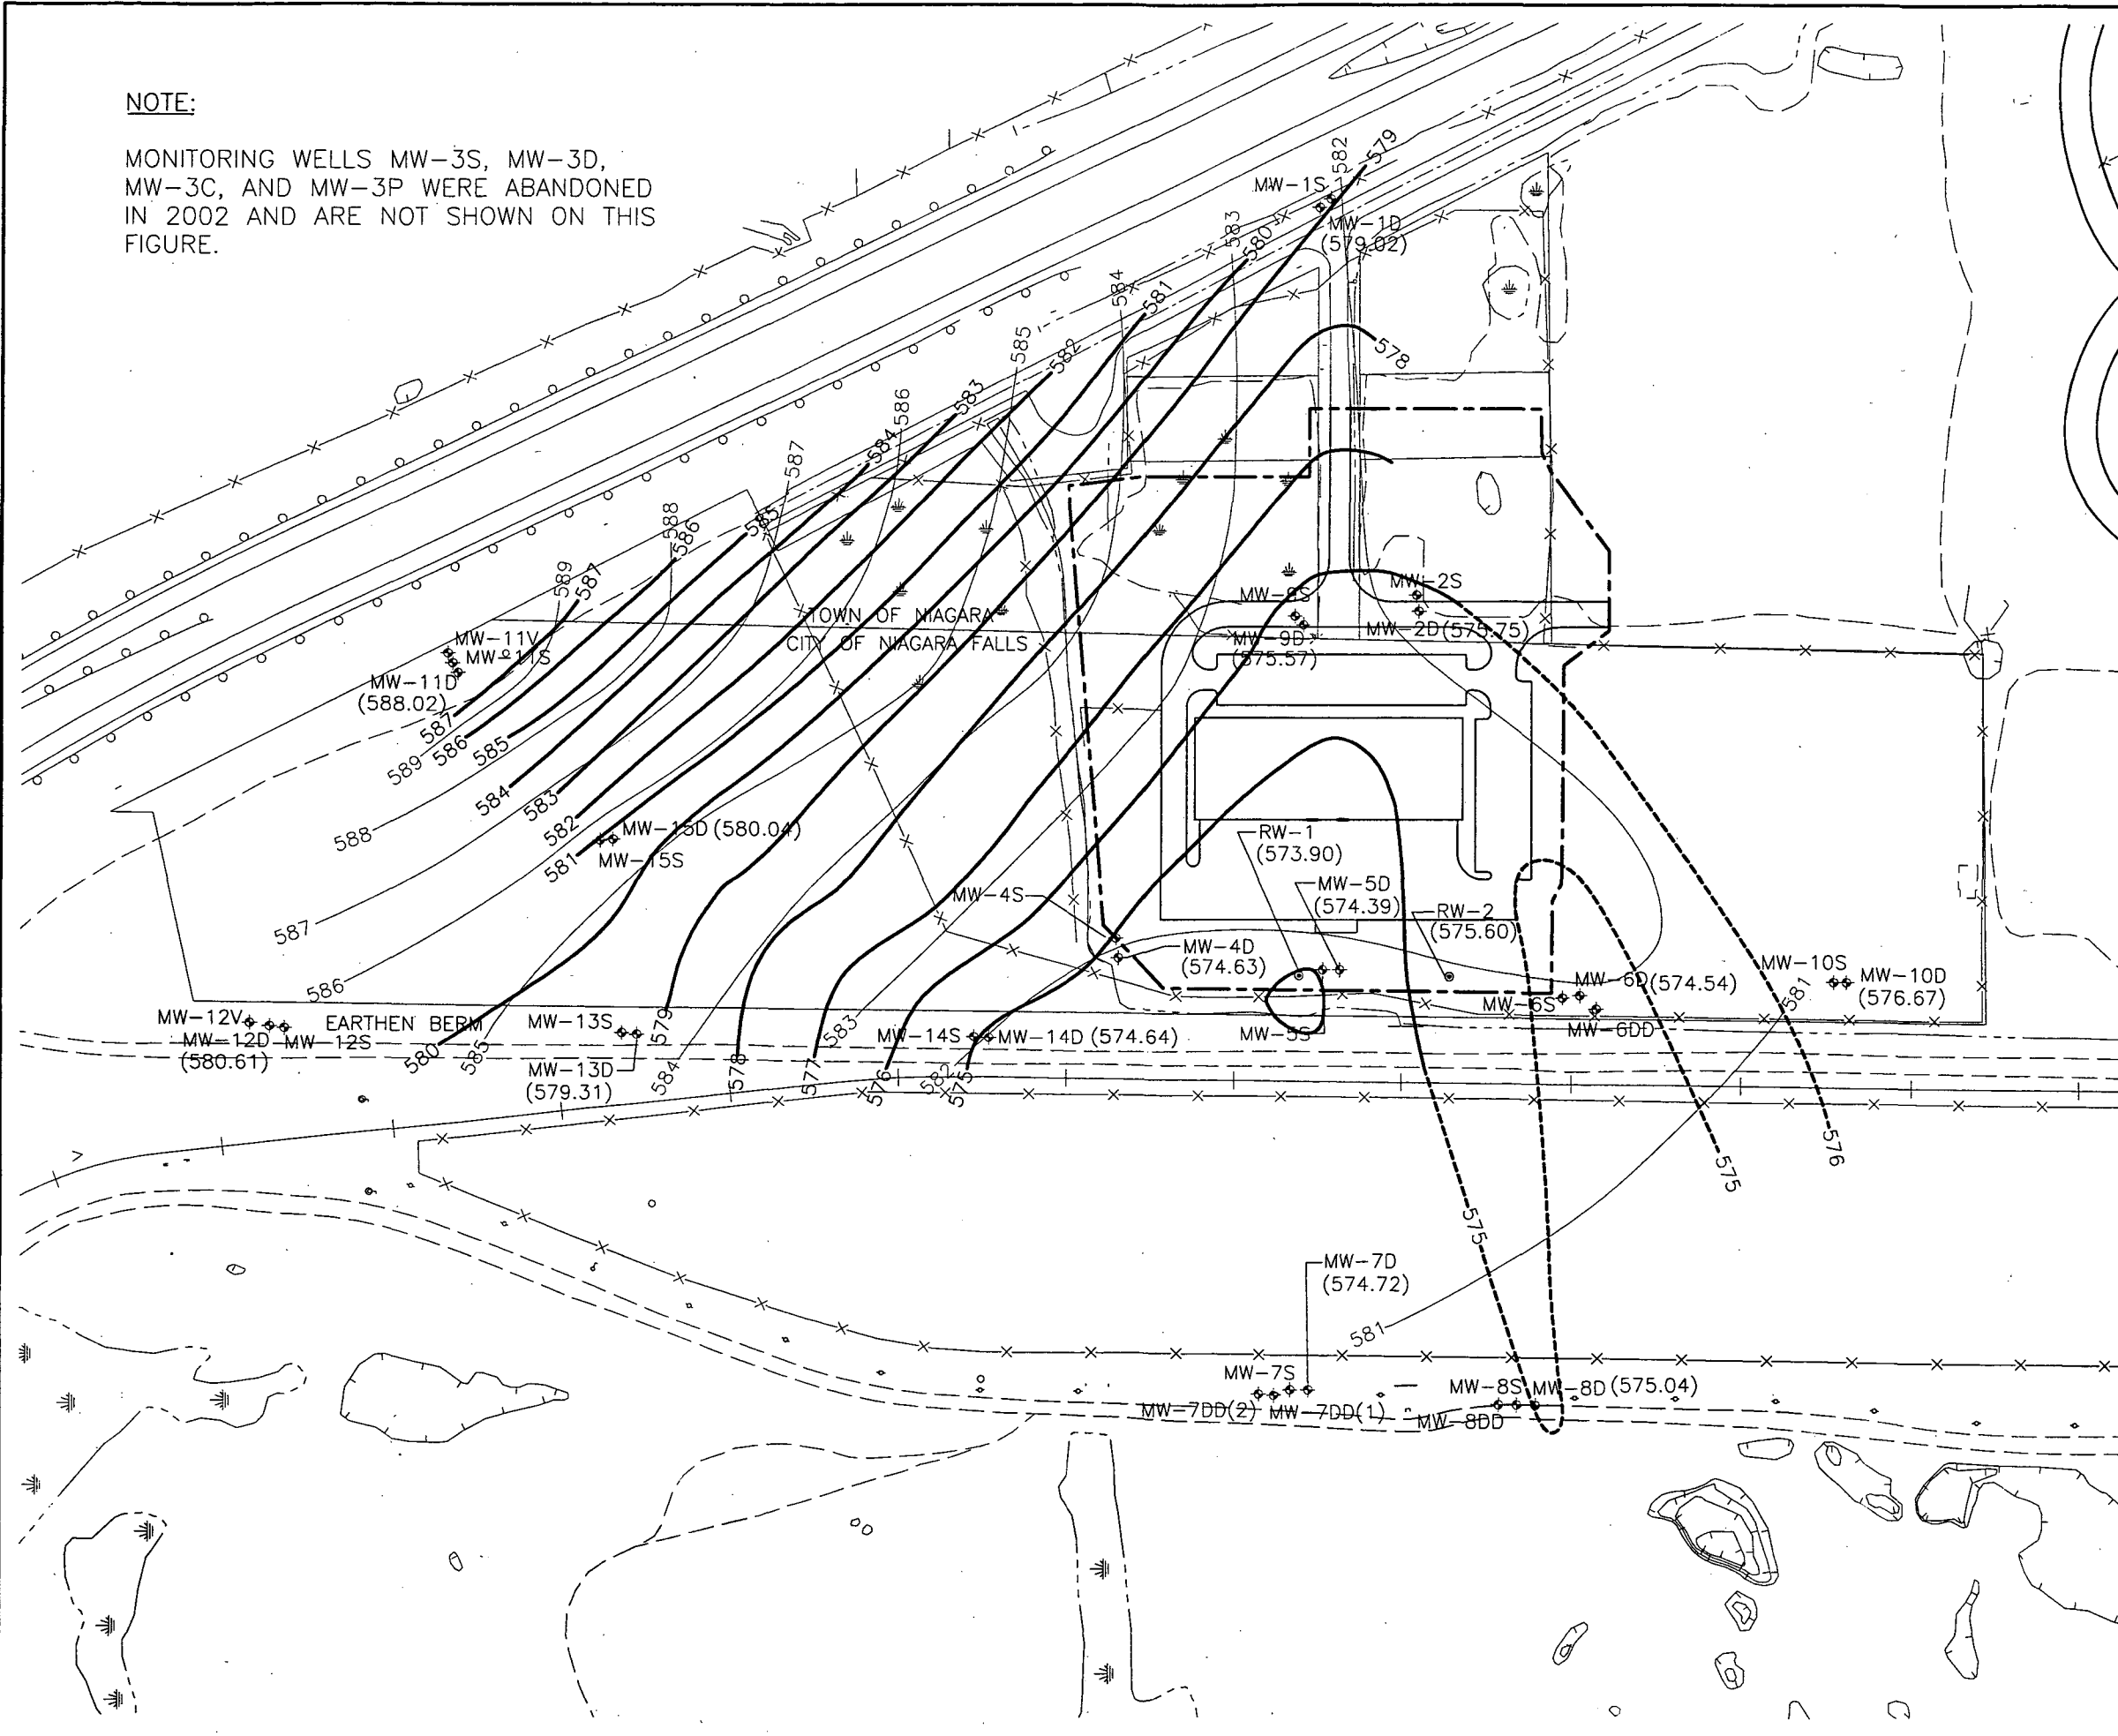 NOTE:
MONITORING WELLS MW-3S, MW-3D,
MW-3C, AND MW-3P WERE ABANDONED
IN 2002 AND ARE NOT SHOWN ON THIS
FIGURE.
582
579
MW-1S
MW-1D
(579.02)
583
580
584
581
578
585
582
586
583
587
584
588
585
586
589
587
MW-2S
MW-9S
MW-2D (575.75)
MW-9D
(575.57)
TOWN OF NIAGARA
CITY OF NIAGARA FALLS
MW-11V
MW-11S
MW-11D
(588.02)
587
586
585
589
584
583
588
582
581
MW-15D (580.04)
MW-15S
RW-1
(573.90)
MW-5D
(574.39)
RW-2
(575.60)
MW-4S
MW-4D
(574.63)
587
586
MW-10S
MW-10D
(576.67)
581
MW-6D (574.54)
MW-6S
MW-6DD
MW-12V
MW-12D
(580.61)
MW-12S
EARTHEN BERM
MW-13S
MW-13D
(579.31)
580
585
579
584
578
583
577
576
582
575
MW-14S
MW-14D (574.64)
MW-5S
576
575
575
581
MW-7D
(574.72)
MW-7S
MW-7DD(2)
MW-7DD(1)
MW-8S
MW-8D (575.04)
MW-8DD